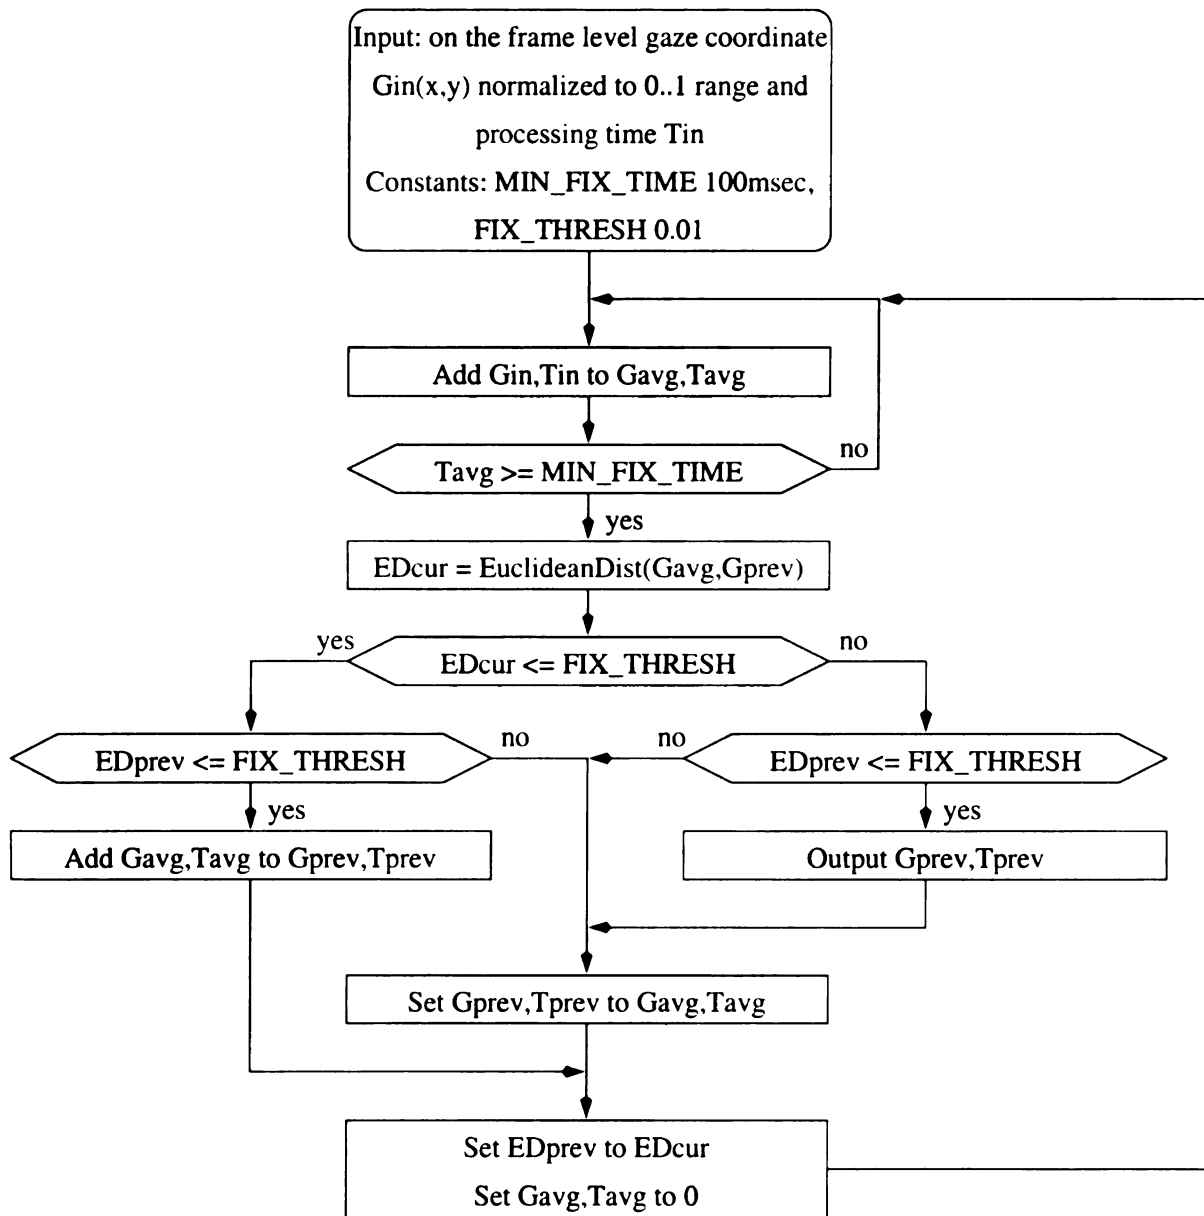 Input: on the frame level gaze coordinate
Gin(x,y) normalized to 0..1 range and
processing time Tin
Constants: MIN_FIX_TIME 100msec,
FIX_THRESH 0.01
Add Gin,Tin to Gavg,Tavg
Tavg >= MIN_FIX_TIME
no
yes
EDcur = EuclideanDist(Gavg,Gprev)
yes
EDcur <= FIX_THRESH
no
EDprev <= FIX_THRESH
no
no
EDprev <= FIX_THRESH
yes
yes
Add Gavg,Tavg to Gprev,Tprev
Output Gprev,Tprev
Set Gprev,Tprev to Gavg,Tavg
Set EDprev to EDcur
Set Gavg,Tavg to 0